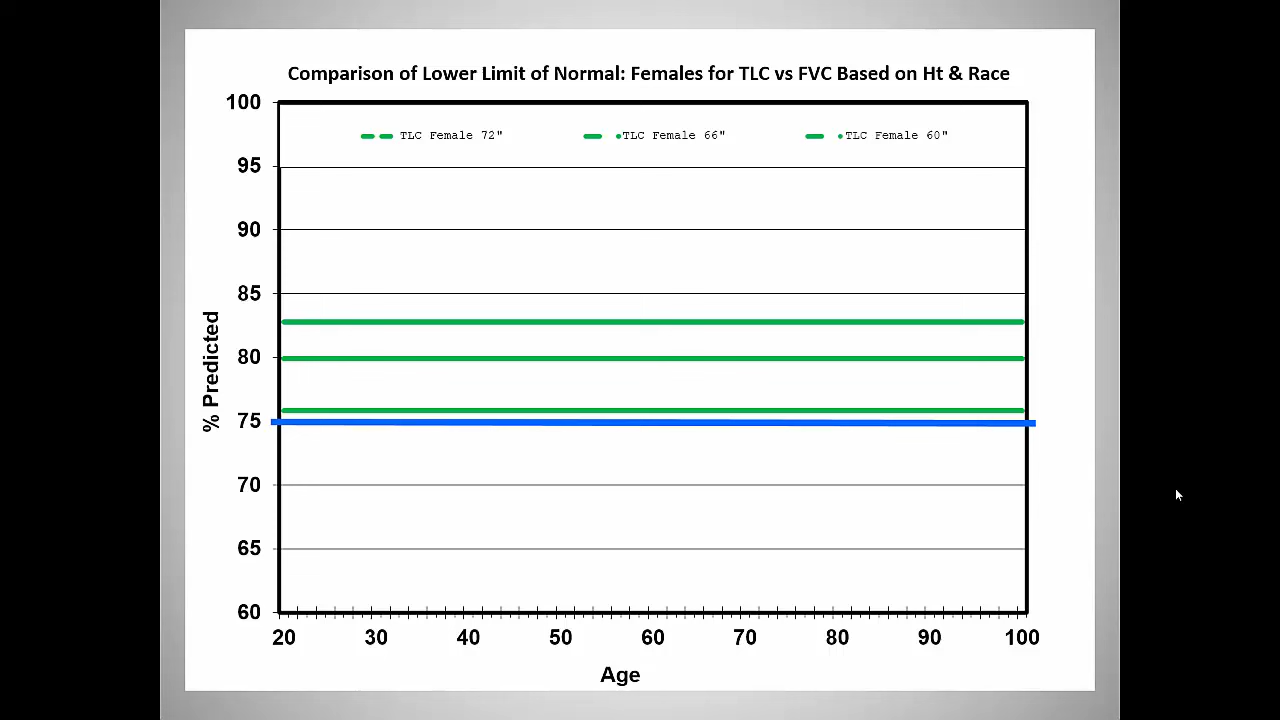 Comparison of Lower Limit of Normal: Females for TLC vs FVC Based on Ht & Race
100
TLC Female 72" TLC Female 66" TLC Female 60"
95
90
85
80
75
70
65
60
% Predicted
20 30 40 50 60 70 80 90 100
Age